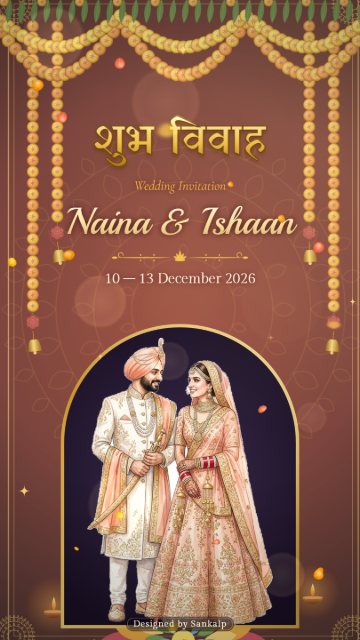 शुभ विवाह
Wedding Invitation
Naina & Ishaan
10 — 13 December 2026
Designed by Sankalp